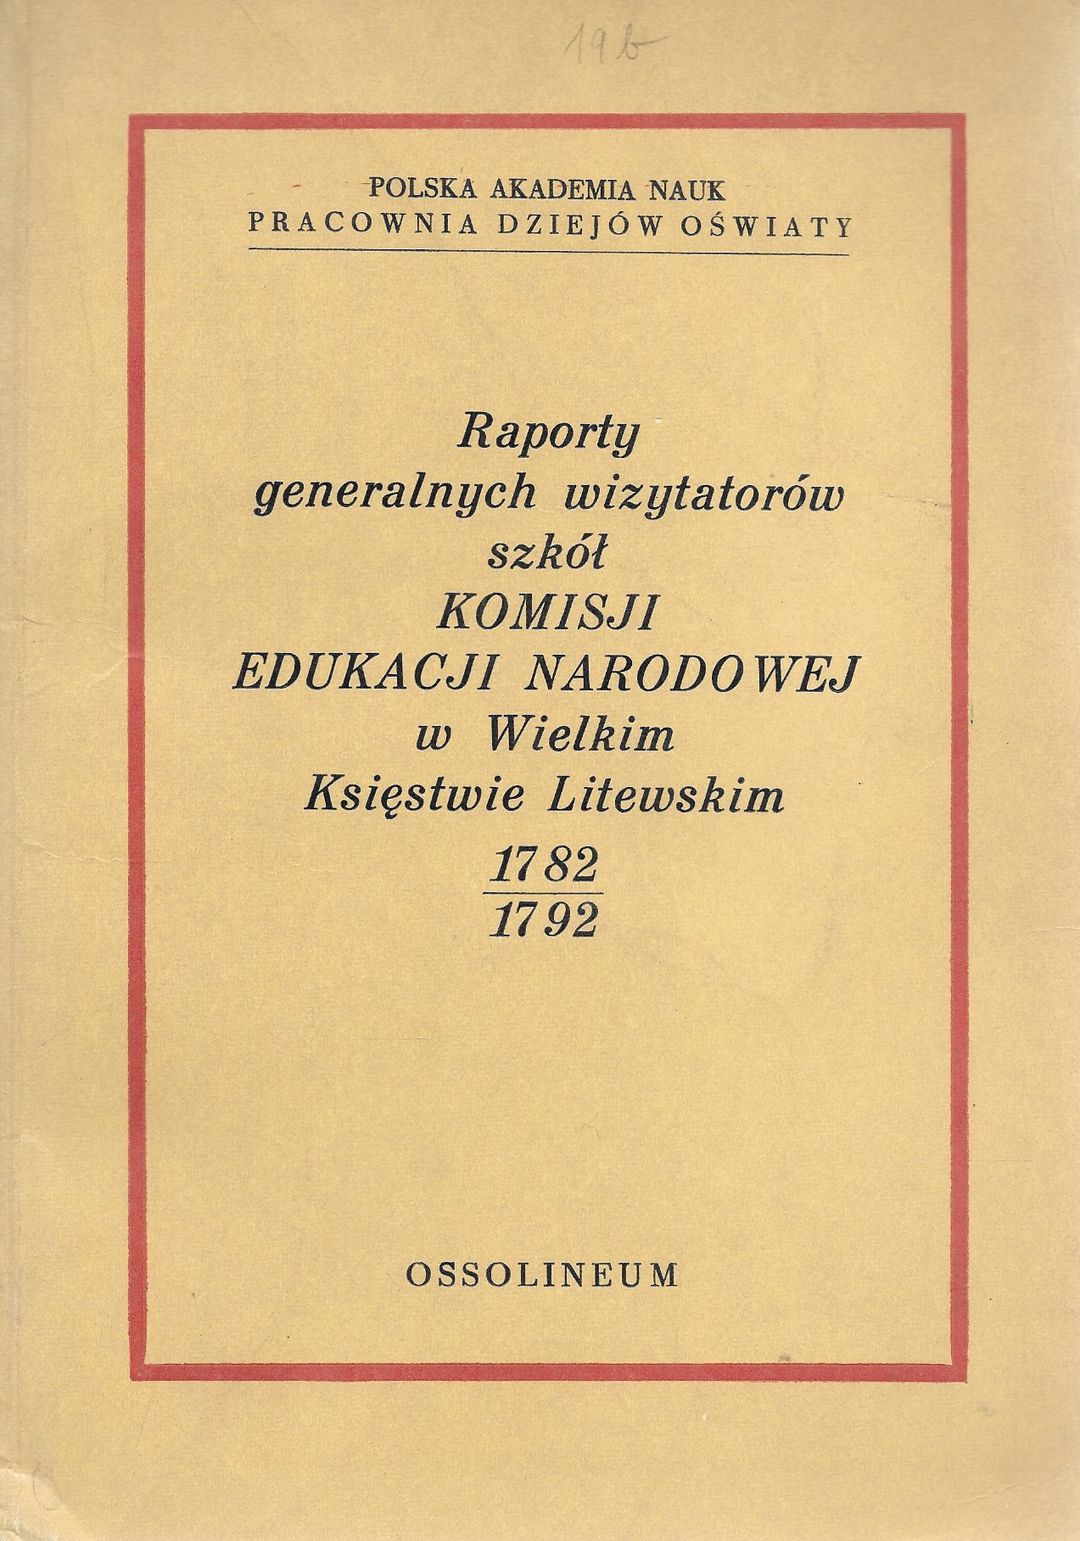 19b
POLSKA AKADEMIA NAUK
PRACOWNIA DZIEJÓW OŚWIATY
Raporty
generalnych wizytatorów
szkół
KOMISJI
EDUKACJI NARODOWEJ
w Wielkim
Księstwie Litewskim
1782
1792
OSSOLINEUM